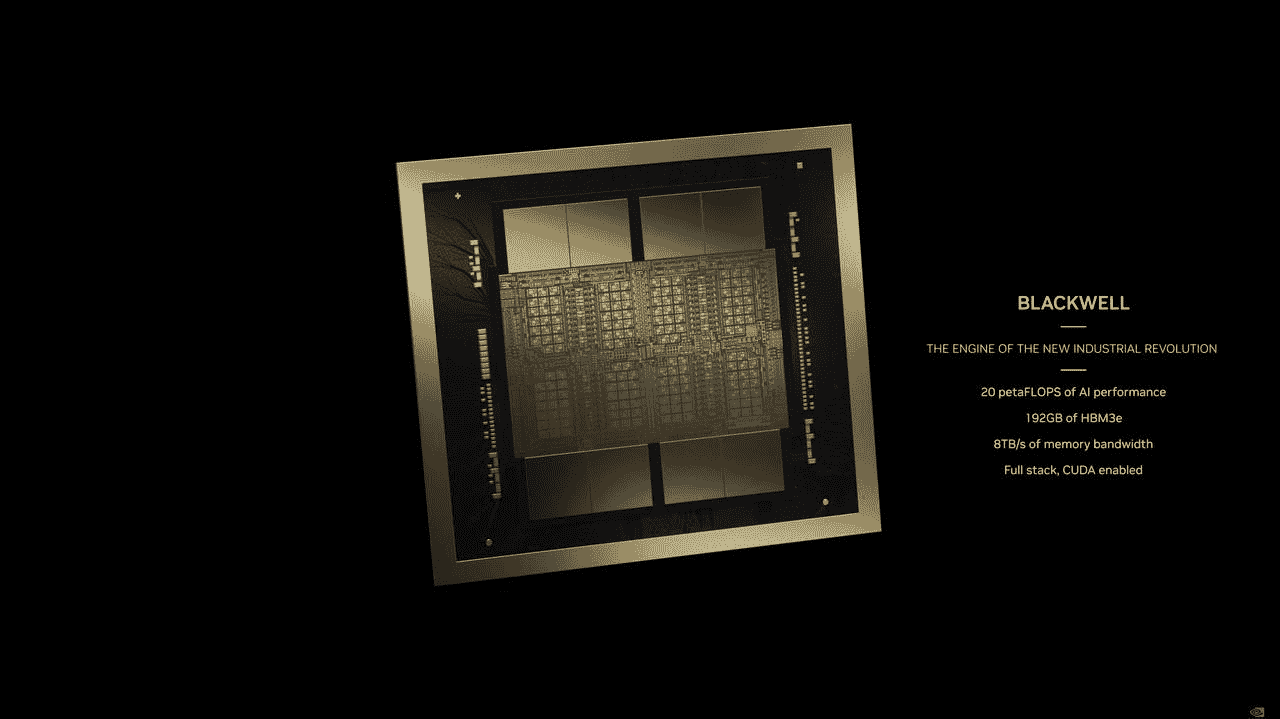 BLACKWELL
THE ENGINE OF THE NEW INDUSTRIAL REVOLUTION
20 petaFLOPS of AI performance
192GB of HBM3e
8TB/s of memory bandwidth
Full stack, CUDA enabled